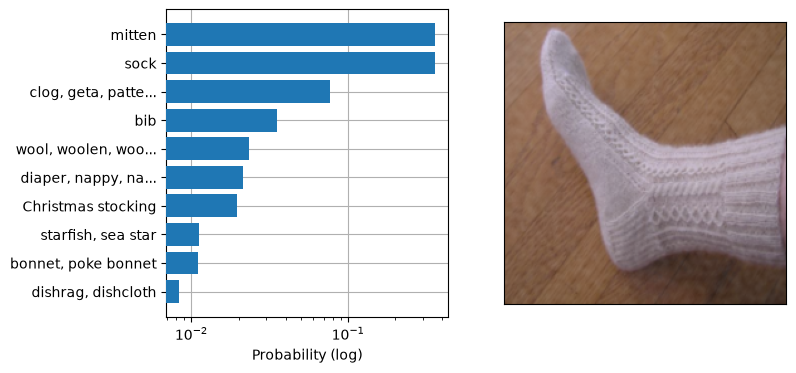 mitten
sock
clog, geta, patte...
bib
wool, woolen, woo...
diaper, nappy, na...
Christmas stocking
starfish, sea star
bonnet, poke bonnet
dishrag, dishcloth
10⁻² 10⁻¹
Probability (log)